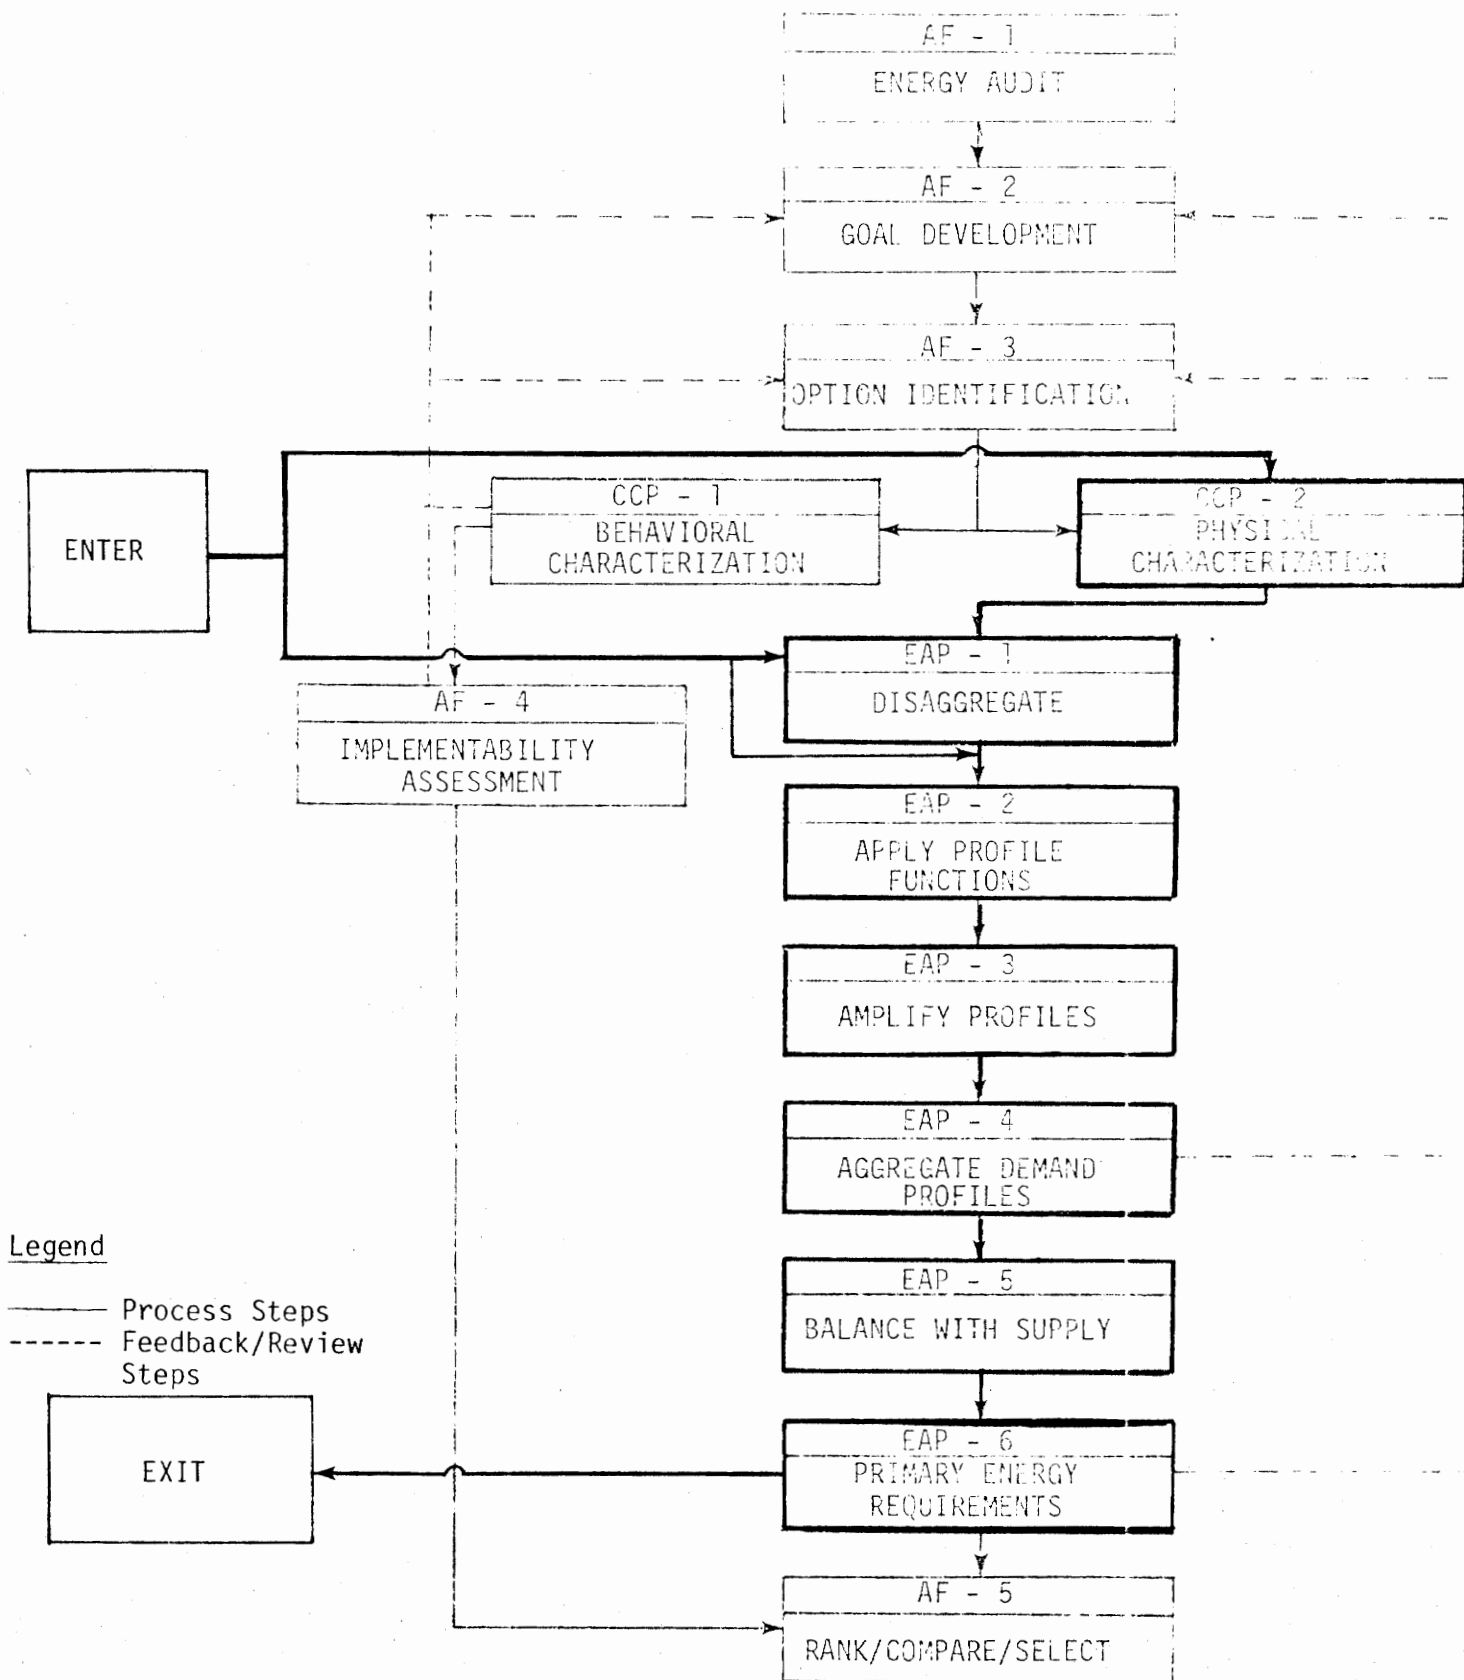 AF - 1
ENERGY AUDIT
AF - 2
GOAL DEVELOPMENT
AF - 3
OPTION IDENTIFICATION
ENTER
CCP - 1
BEHAVIORAL
CHARACTERIZATION
CCP - 2
PHYSICAL
CHARACTERIZATION
EAP - 1
DISAGGREGATE
AF - 4
IMPLEMENTABILITY
ASSESSMENT
EAP - 2
APPLY PROFILE
FUNCTIONS
EAP - 3
AMPLIFY PROFILES
EAP - 4
AGGREGATE DEMAND
PROFILES
Legend
Process Steps
Feedback/Review
Steps
EAP - 5
BALANCE WITH SUPPLY
EXIT
EAP - 6
PRIMARY ENERGY
REQUIREMENTS
AF - 5
RANK/COMPARE/SELECT